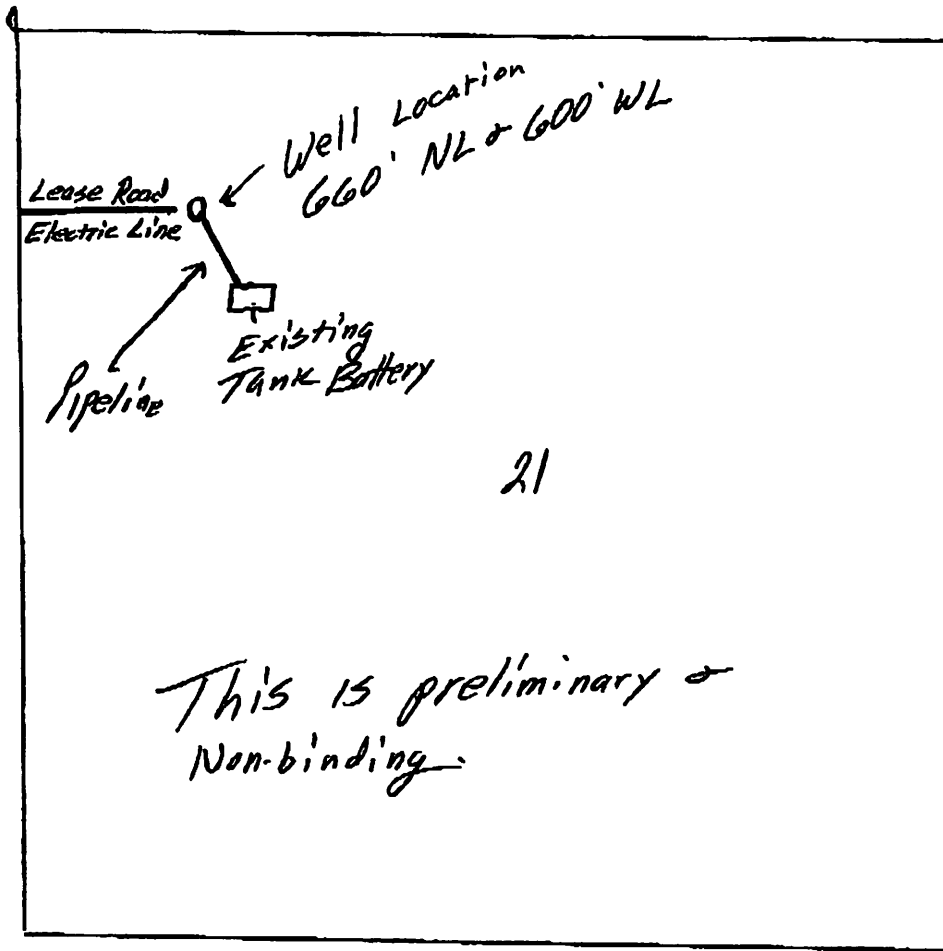 Well Location
660' NL & 600' WL
Lease Road
Electric Line
Existing
Tank Battery
Pipeline
21
This is preliminary &
Non-binding.